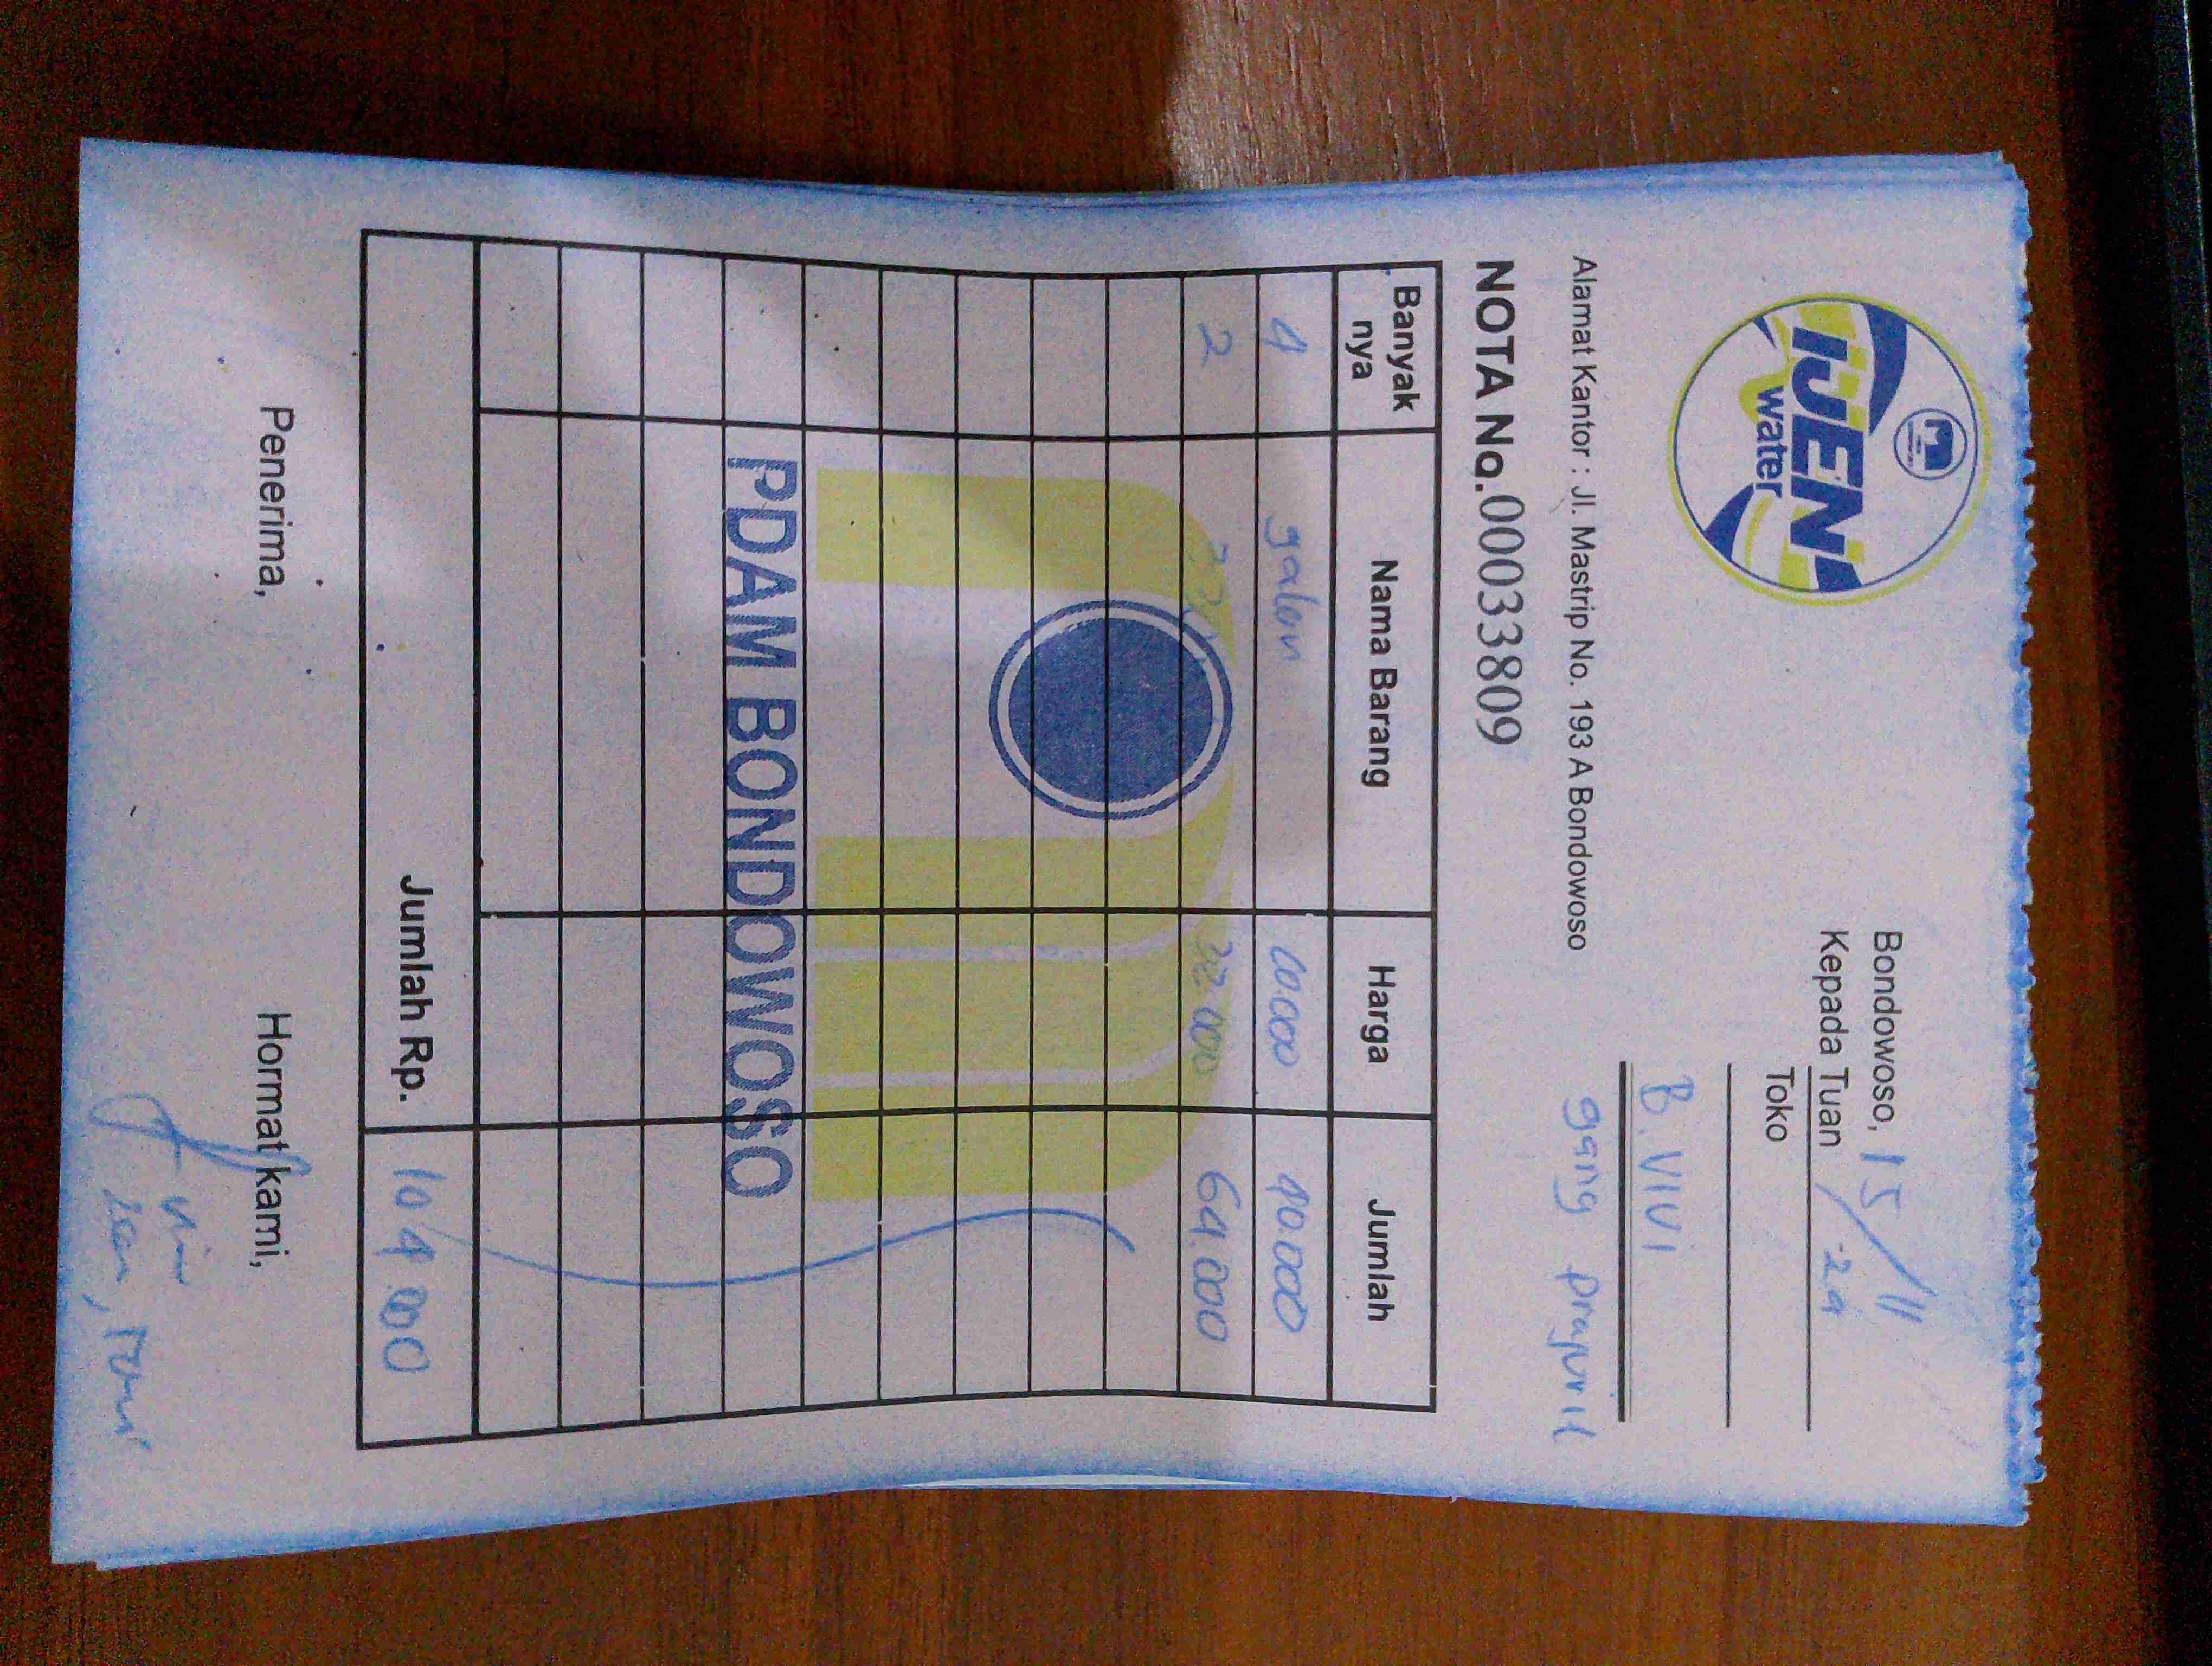 IJEN
water
Bondowoso, 15/11
Kepada Tuan -24
Toko
B. VIVI
Alamat Kantor : Jl. Mastrip No. 193 A Bondowoso
gang prajurit
NOTA No.00033809
Banyak nya Nama Barang Harga Jumlah
4 galon 10.000 40.000
2 32.000 64.000
PDAM BONDOWOSO
Jumlah Rp. 104.000
Penerima, Hormat kami,